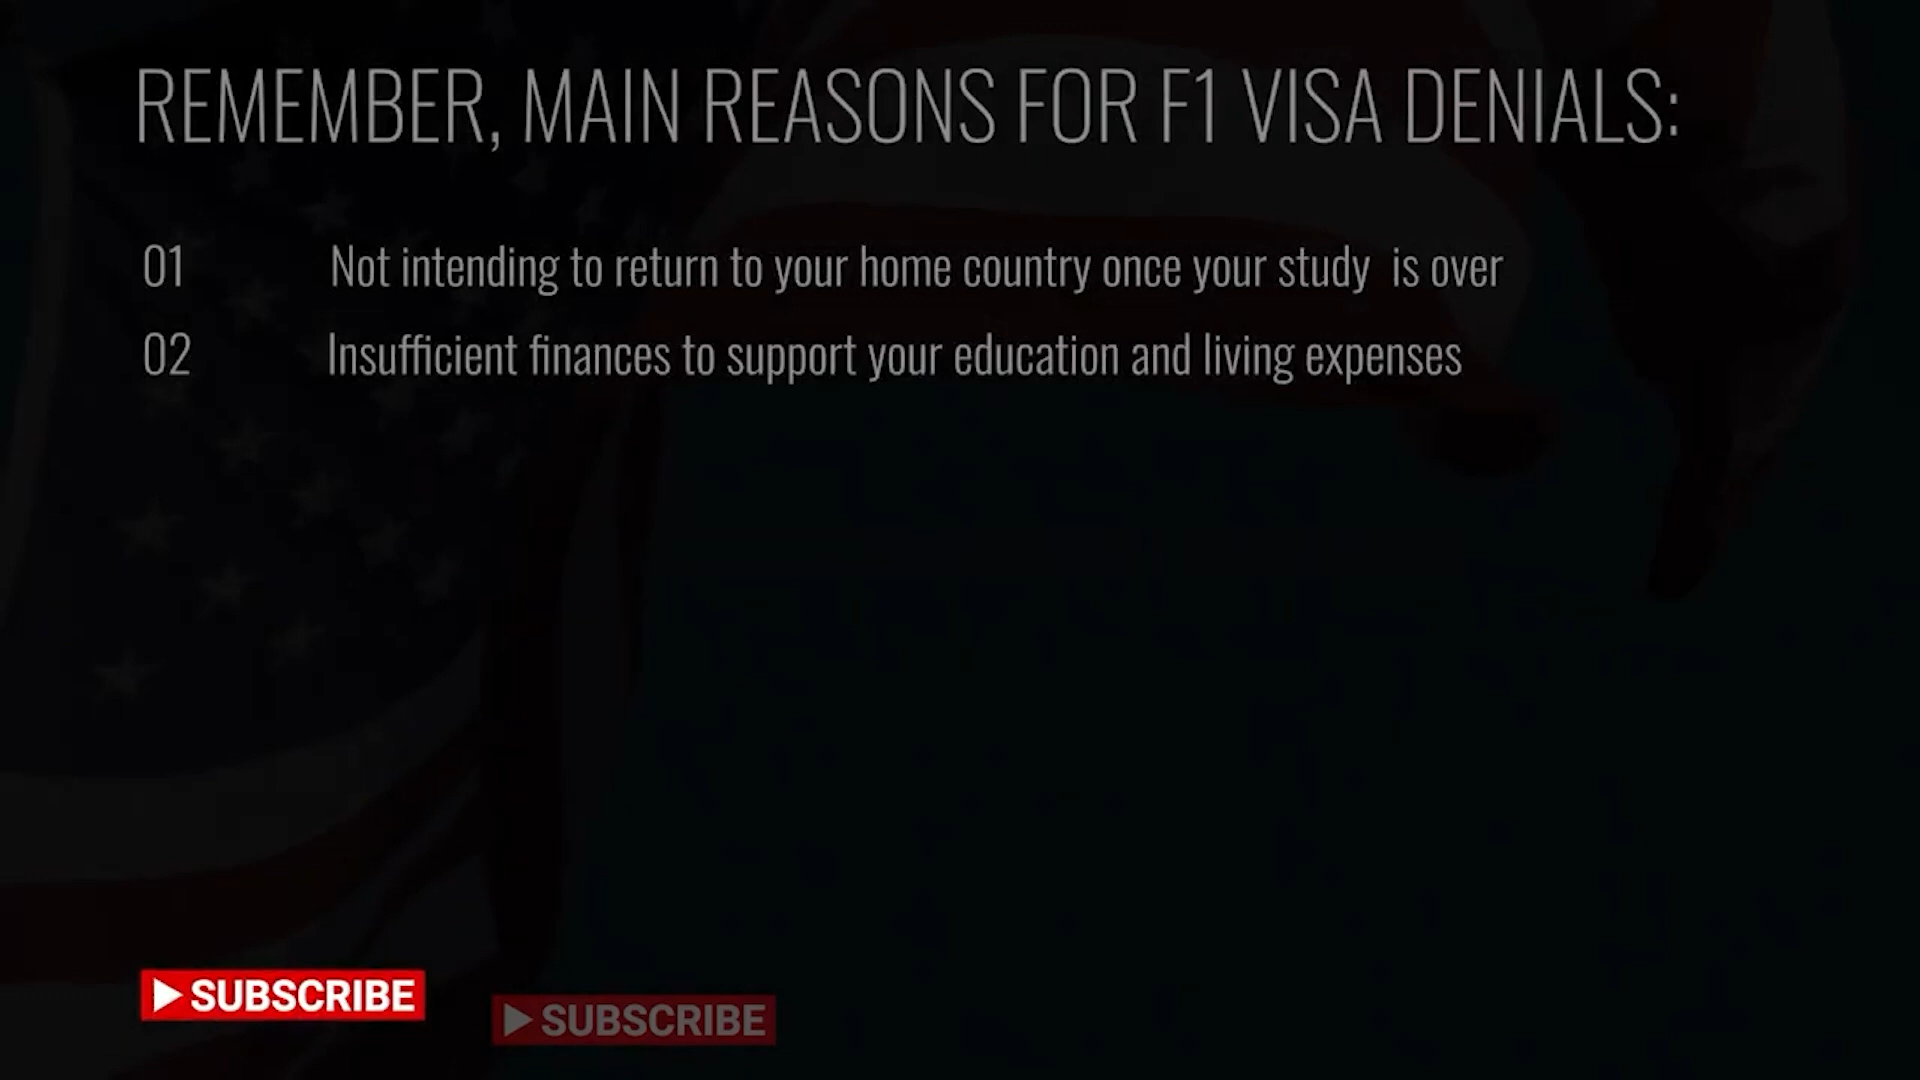 REMEMBER, MAIN REASONS FOR F1 VISA DENIALS:
01 Not intending to return to your home country once your study is over
02 Insufficient finances to support your education and living expenses
SUBSCRIBE
SUBSCRIBE